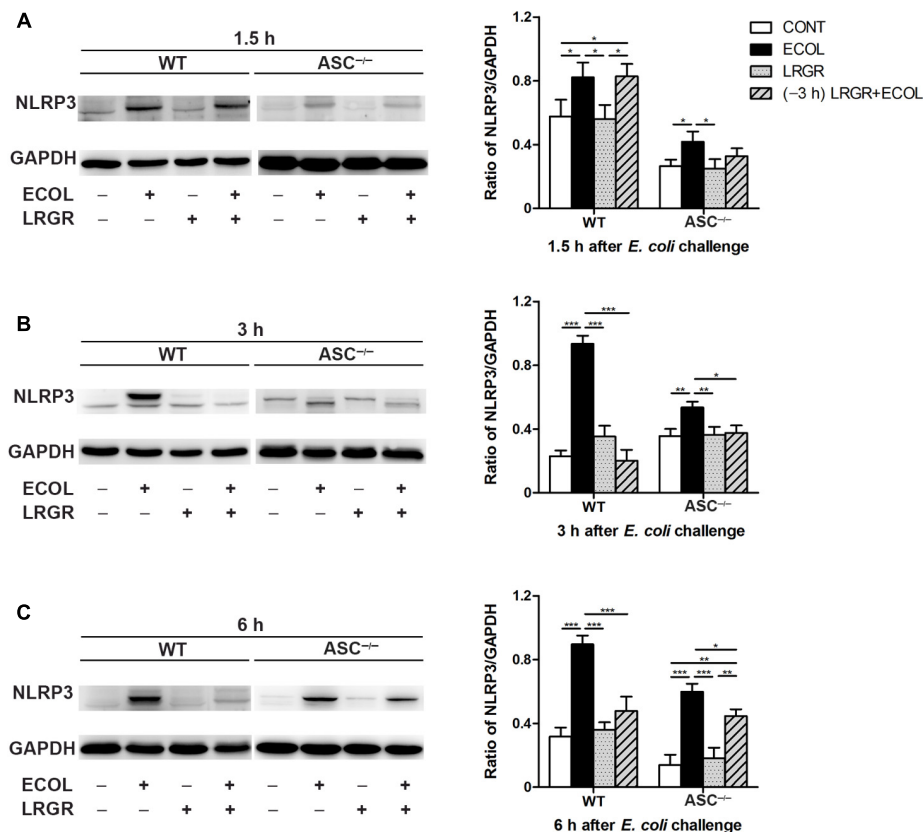 A
1.5 h
WT ASC⁻/⁻
NLRP3
GAPDH
ECOL – + – +
LRGR – – + +
– + – +
– – + +
Ratio of NLRP3/GAPDH
1.2
0.8
0.4
0
* * * *
* *
WT ASC⁻/⁻
1.5 h after E. coli challenge
CONT
ECOL
LRGR
(–3 h) LRGR+ECOL
B
3 h
WT ASC⁻/⁻
NLRP3
GAPDH
ECOL – + – +
LRGR – – + +
– + – +
– – + +
Ratio of NLRP3/GAPDH
1.2
0.8
0.4
0
***
*** ***
*
** **
WT ASC⁻/⁻
3 h after E. coli challenge
C
6 h
WT ASC⁻/⁻
NLRP3
GAPDH
ECOL – + – +
LRGR – – + +
– + – +
– – + +
Ratio of NLRP3/GAPDH
1.2
0.8
0.4
0
***
*** ***
*
**
*** *** **
WT ASC⁻/⁻
6 h after E. coli challenge